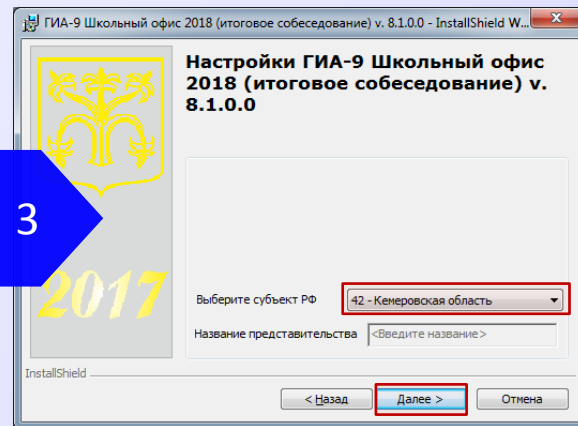 ГИА-9 Школьный офис 2018 (итоговое собеседование) v. 8.1.0.0 - InstallShield W...
Настройки ГИА-9 Школьный офис
2018 (итоговое собеседование) v.
8.1.0.0
3
2017
Выберите субъект РФ 42 - Кемеровская область
Название представительства <Введите название>
InstallShield
< Назад Далее > Отмена